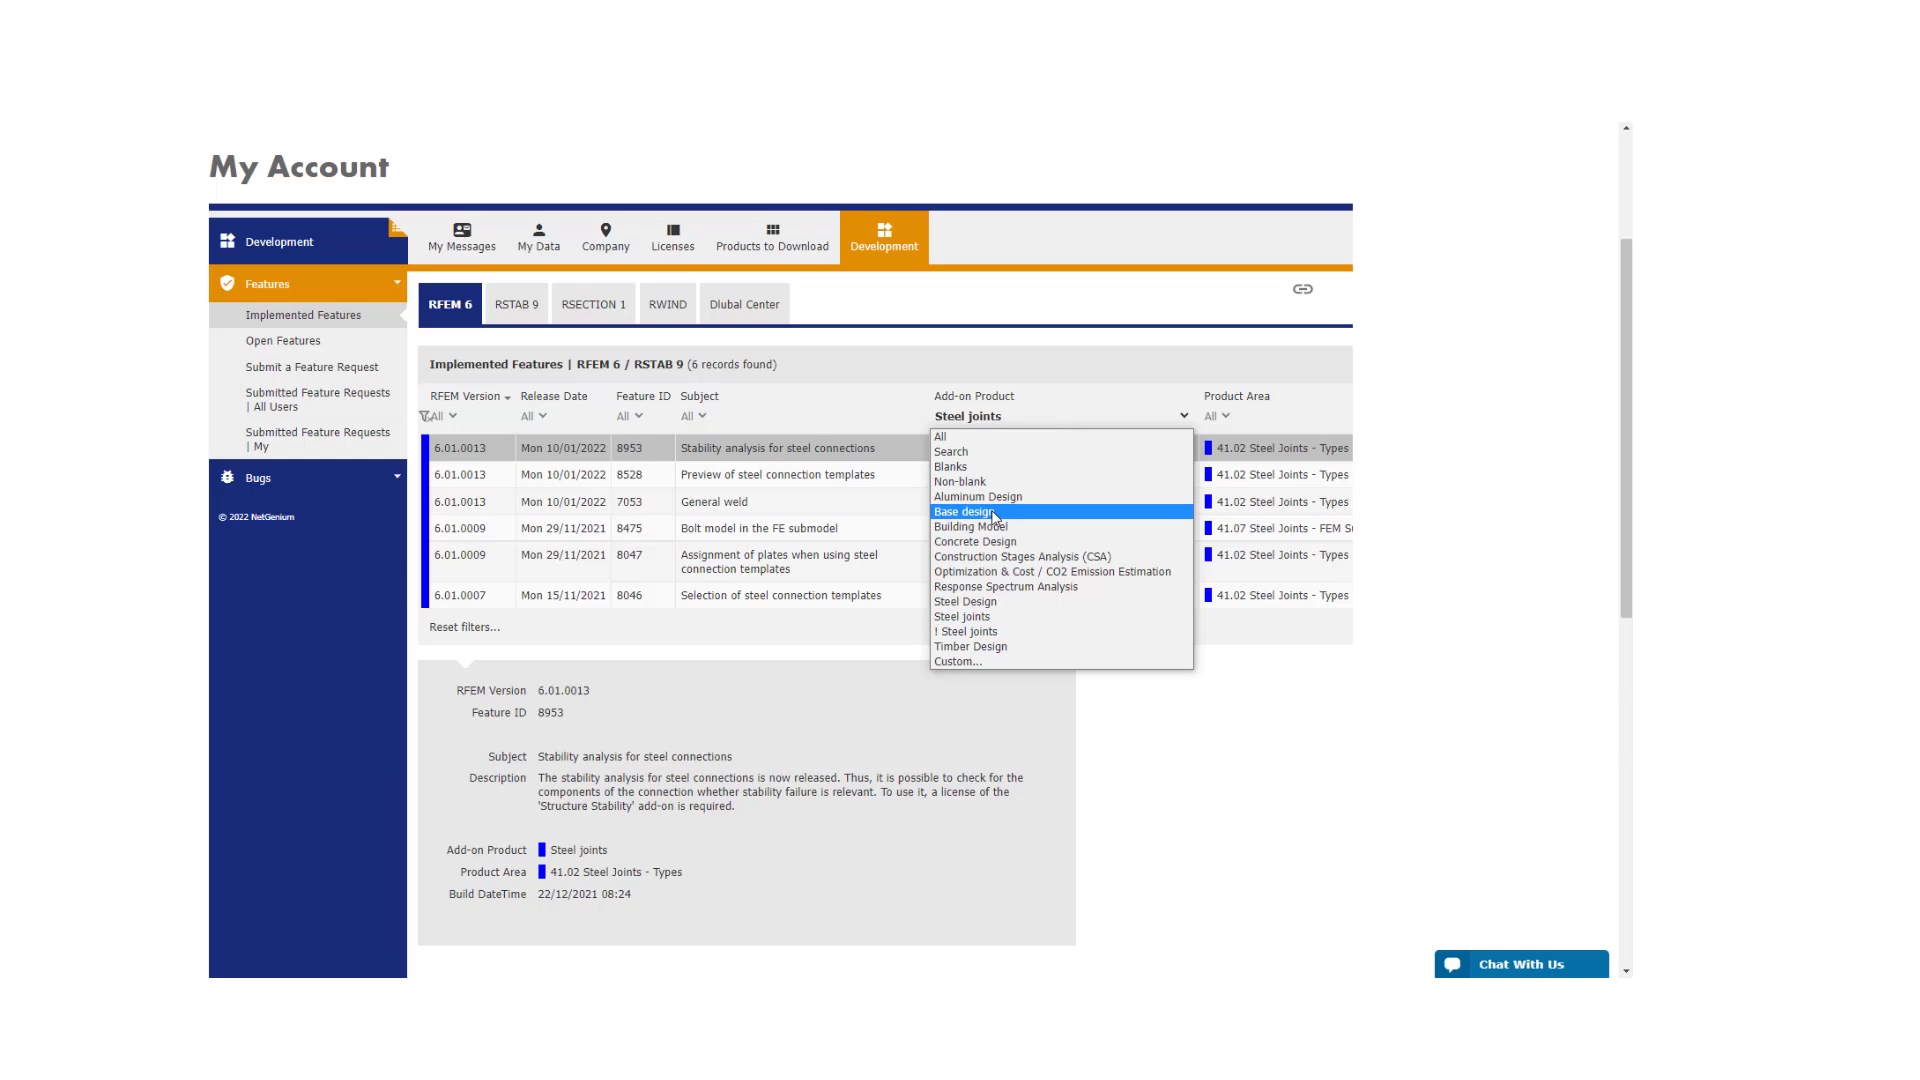 My Account
Development
My Messages
My Data
Company
Licenses
Products to Download
Development
Features
Implemented Features
Open Features
Submit a Feature Request
Submitted Feature Requests
| All Users
Submitted Feature Requests
| My
Bugs
© 2022 NetGenium
RFEM 6
RSTAB 9
RSECTION 1
RWIND
Dlubal Center
Implemented Features | RFEM 6 / RSTAB 9 (6 records found)
RFEM Version Release Date Feature ID Subject Add-on Product Product Area
All All All All Steel joints All
6.01.0013 Mon 10/01/2022 8953 Stability analysis for steel connections 41.02 Steel Joints - Types
6.01.0013 Mon 10/01/2022 8528 Preview of steel connection templates 41.02 Steel Joints - Types
6.01.0013 Mon 10/01/2022 7053 General weld 41.02 Steel Joints - Types
6.01.0009 Mon 29/11/2021 8475 Bolt model in the FE submodel 41.07 Steel Joints - FEM
6.01.0009 Mon 29/11/2021 8047 Assignment of plates when using steel 41.02 Steel Joints - Types
connection templates
6.01.0007 Mon 15/11/2021 8046 Selection of steel connection templates 41.02 Steel Joints - Types
Reset filters...
All
Search
Blanks
Non-blank
Aluminum Design
Base design
Building Model
Concrete Design
Construction Stages Analysis (CSA)
Optimization & Cost / CO2 Emission Estimation
Response Spectrum Analysis
Steel Design
Steel joints
! Steel joints
Timber Design
Custom...
RFEM Version 6.01.0013
Feature ID 8953
Subject Stability analysis for steel connections
Description The stability analysis for steel connections is now released. Thus, it is possible to check for the
components of the connection whether stability failure is relevant. To use it, a license of the
'Structure Stability' add-on is required.
Add-on Product Steel joints
Product Area 41.02 Steel Joints - Types
Build DateTime 22/12/2021 08:24
Chat With Us